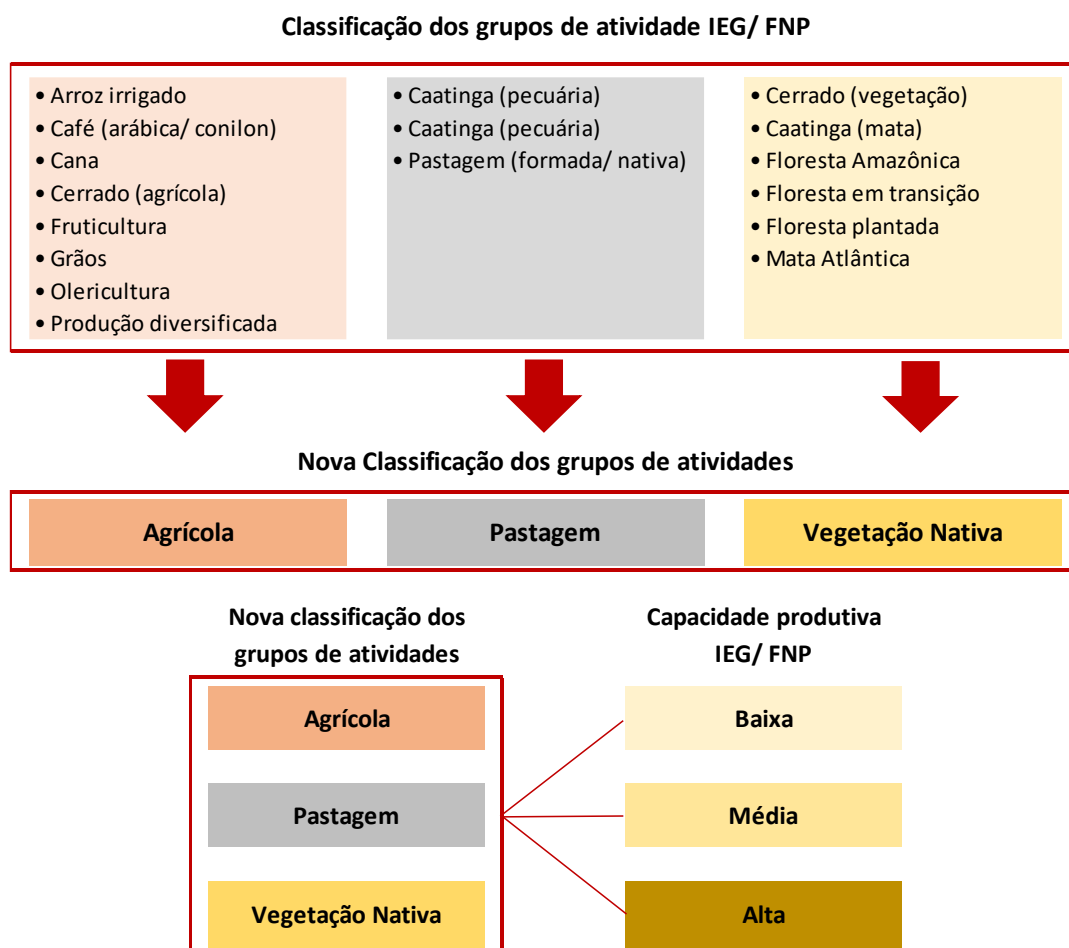 Classificação dos grupos de atividade IEG/ FNP
• Arroz irrigado
• Café (arábica/ conilon)
• Cana
• Cerrado (agrícola)
• Fruticultura
• Grãos
• Olericultura
• Produção diversificada
• Caatinga (pecuária)
• Caatinga (pecuária)
• Pastagem (formada/ nativa)
• Cerrado (vegetação)
• Caatinga (mata)
• Floresta Amazônica
• Floresta em transição
• Floresta plantada
• Mata Atlântica
Nova Classificação dos grupos de atividades
Agrícola
Pastagem
Vegetação Nativa
Nova classificação dos
grupos de atividades
Agrícola
Pastagem
Vegetação Nativa
Capacidade produtiva
IEG/ FNP
Baixa
Média
Alta